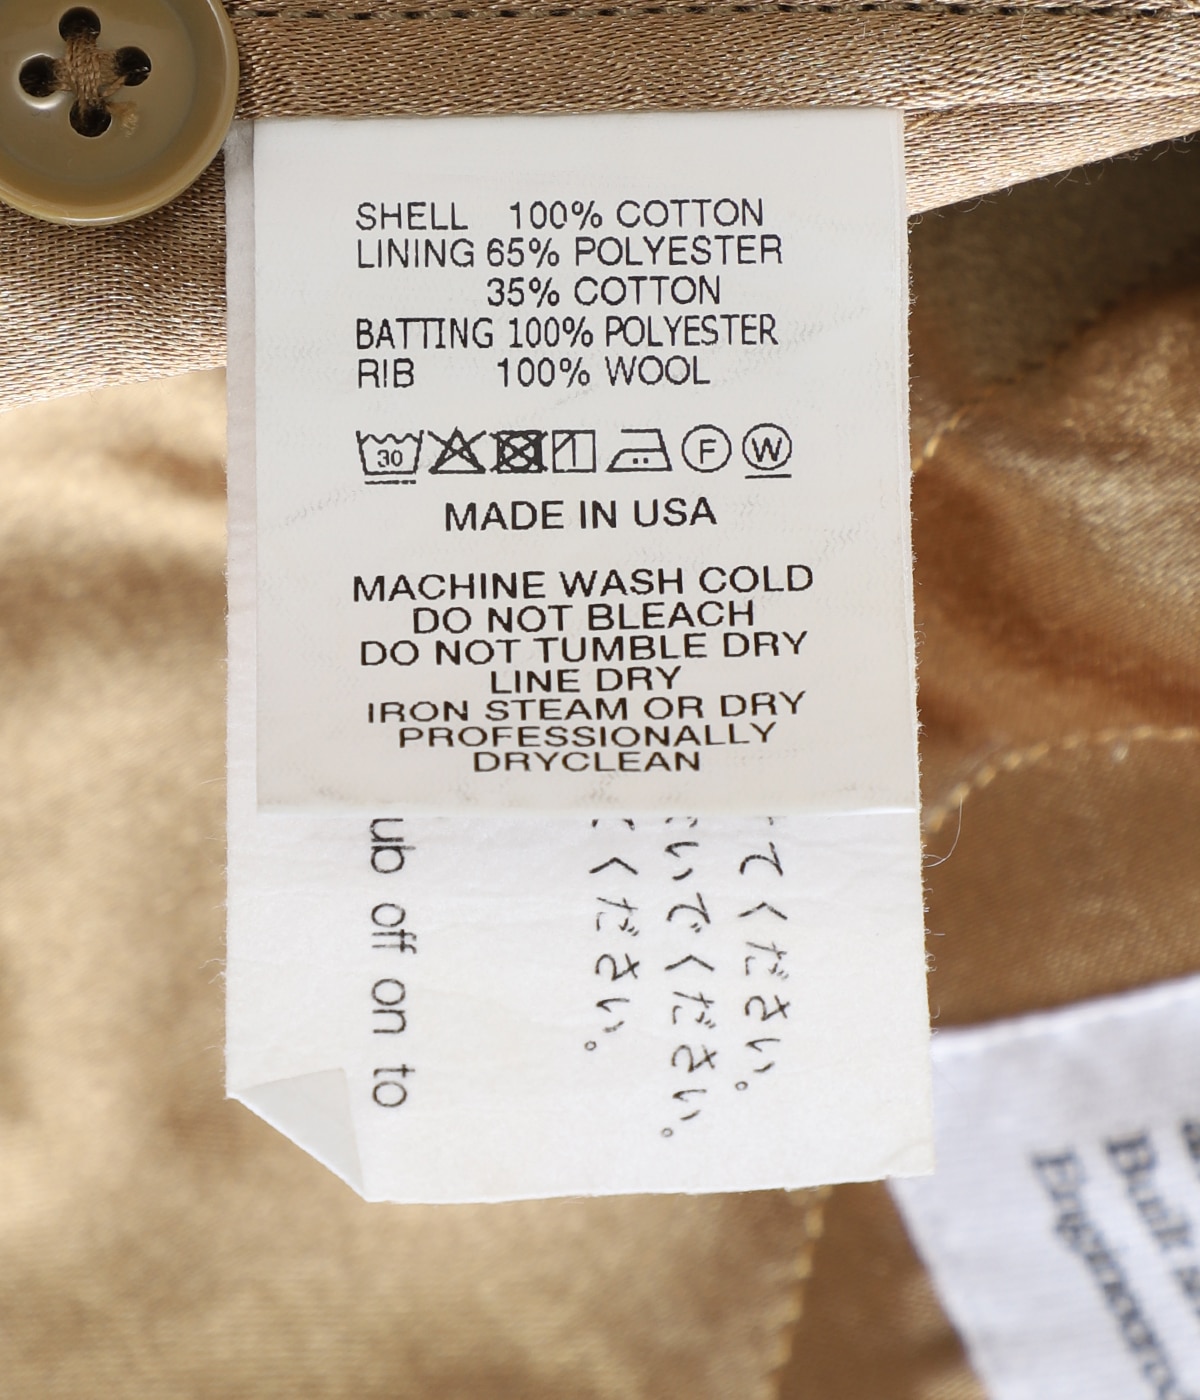 SHELL 100% COTTON
LINING 65% POLYESTER
35% COTTON
BATTING 100% POLYESTER
RIB 100% WOOL
30 F W
MADE IN USA
MACHINE WASH COLD
DO NOT BLEACH
DO NOT TUMBLE DRY
LINE DRY
IRON STEAM OR DRY
PROFESSIONALLY
DRYCLEAN
てください。
いでください。
ください。
off on to
Built